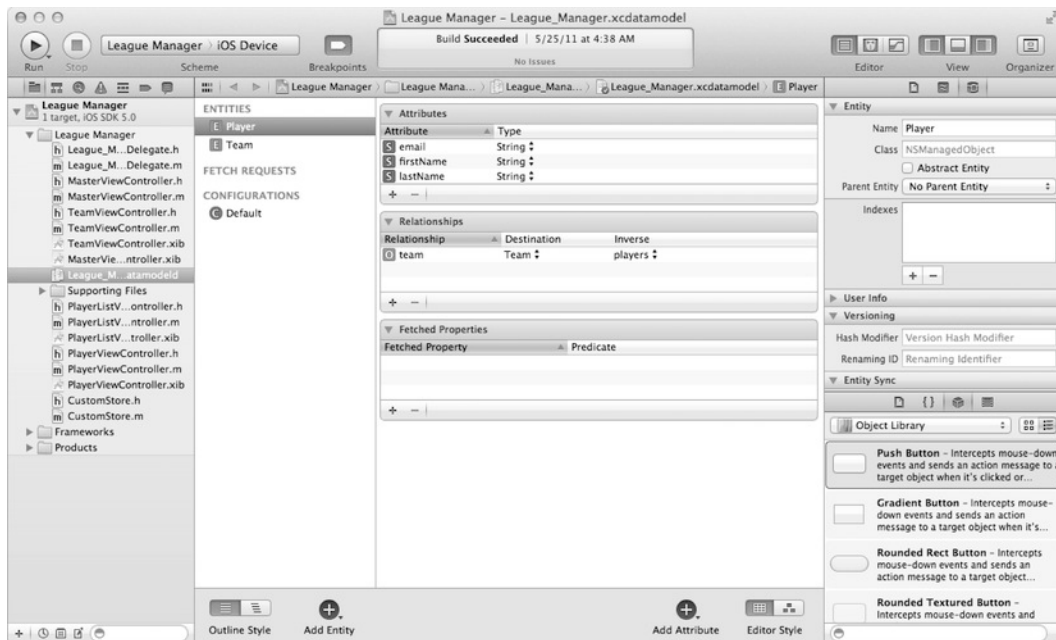 League Manager – League_Manager.xcdatamodel
Run
Stop
League Manager › iOS Device
Scheme
Breakpoints
Build Succeeded | 5/25/11 at 4:38 AM
No Issues
Editor
View
Organizer
League Manager
League Mana...
League_Mana...
League_Manager.xcdatamodel
E Player
League Manager
1 target, iOS SDK 5.0
League Manager
h League_M...Delegate.h
m League_M...Delegate.m
h MasterViewController.h
m MasterViewController.m
h TeamViewController.h
m TeamViewController.m
TeamViewController.xib
MasterVie...ntroller.xib
League_M...atamodeld
Supporting Files
h PlayerListV...ontroller.h
m PlayerListV...ntroller.m
PlayerListV...troller.xib
h PlayerViewController.h
m PlayerViewController.m
PlayerViewController.xib
h CustomStore.h
m CustomStore.m
Frameworks
Products
ENTITIES
E Player
E Team
FETCH REQUESTS
CONFIGURATIONS
C Default
Attributes
Attribute Type
S email String
S firstName String
S lastName String
+ −
Relationships
Relationship Destination Inverse
O team Team players
+ −
Fetched Properties
Fetched Property Predicate
+ −
Entity
Name Player
Class NSManagedObject
Abstract Entity
Parent Entity No Parent Entity
Indexes
+ −
User Info
Versioning
Hash Modifier Version Hash Modifier
Renaming ID Renaming Identifier
Entity Sync
{}
Object Library
Push Button – Intercepts mouse-down
events and sends an action message to a
target object when it's clicked or...
Gradient Button – Intercepts mouse-
down events and sends an action
message to a target object when it's...
Rounded Rect Button – Intercepts
mouse-down events and sends an
action message to a target object...
Rounded Textured Button –
Intercepts mouse-down events and
Outline Style
Add Entity
Add Attribute
Editor Style